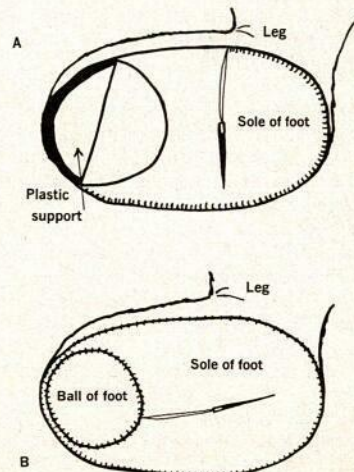 A
Leg
Sole of foot
Plastic
support
Leg
Sole of foot
Ball of foot
B